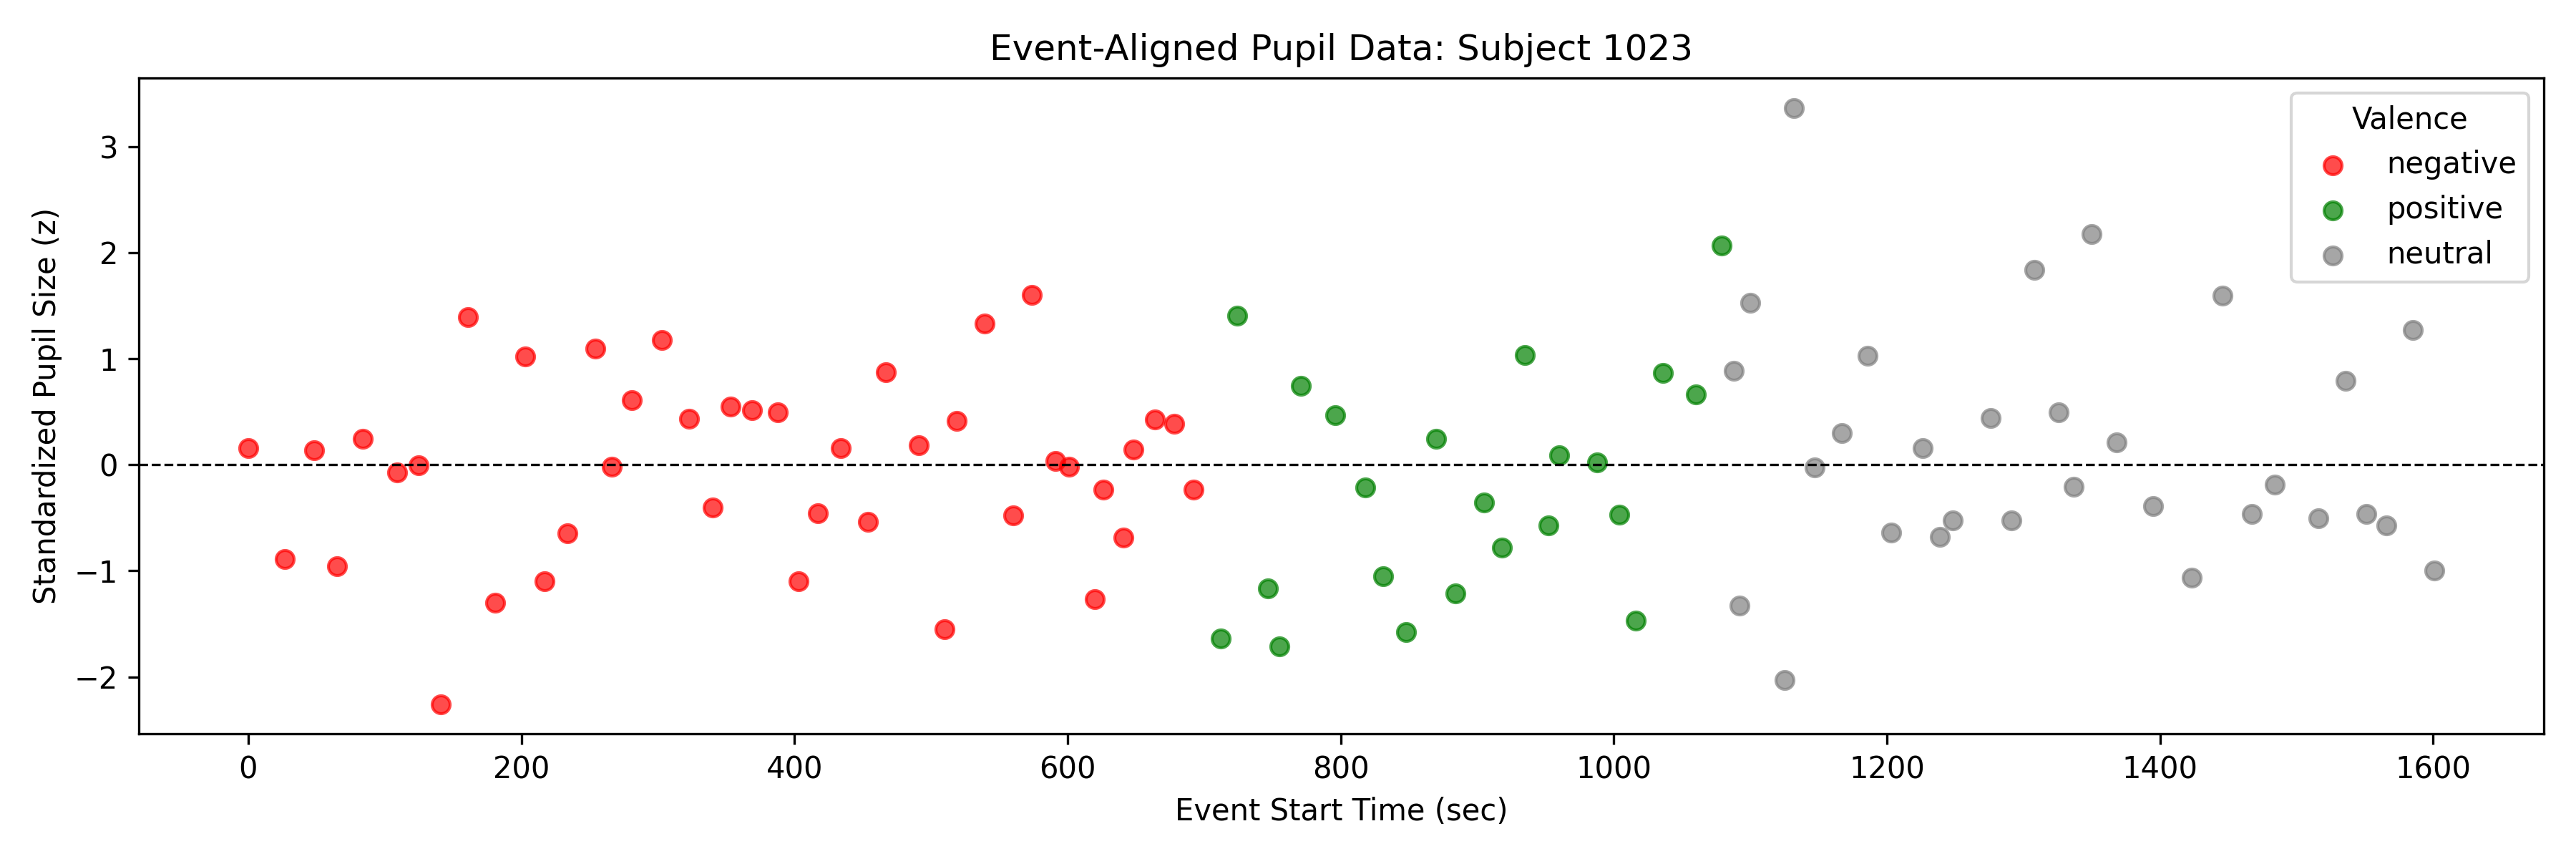 Event-Aligned Pupil Data: Subject 1023
Standardized Pupil Size (z)
3
2
1
0
−1
−2
Valence
negative
positive
neutral
0 200 400 600 800 1000 1200 1400 1600
Event Start Time (sec)